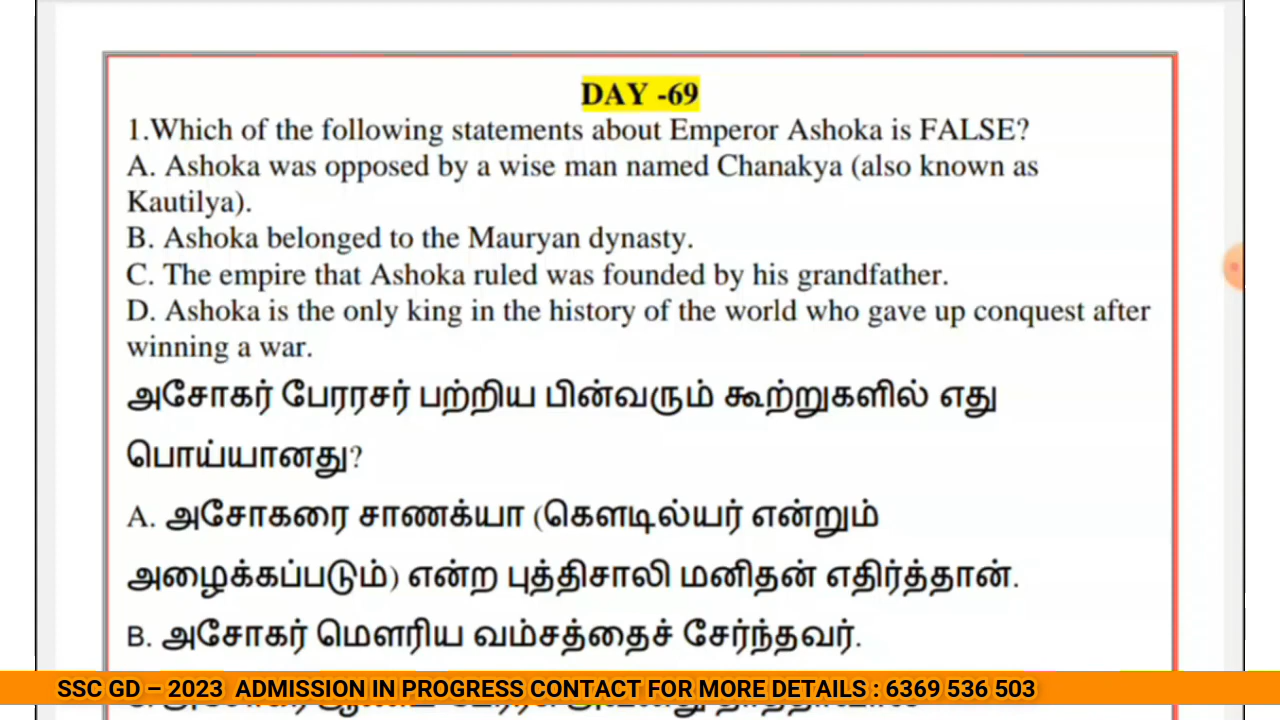 DAY -69
1.Which of the following statements about Emperor Ashoka is FALSE?
A. Ashoka was opposed by a wise man named Chanakya (also known as
Kautilya).
B. Ashoka belonged to the Mauryan dynasty.
C. The empire that Ashoka ruled was founded by his grandfather.
D. Ashoka is the only king in the history of the world who gave up conquest after
winning a war.
அசோகர் பேரரசர் பற்றிய பின்வரும் கூற்றுகளில் எது
பொய்யானது?
A. அசோகரை சாணக்யா (கௌடில்யர் என்றும்
அழைக்கப்படும்) என்ற புத்திசாலி மனிதன் எதிர்த்தான்.
B. அசோகர் மௌரிய வம்சத்தைச் சேர்ந்தவர்.
SSC GD – 2023 ADMISSION IN PROGRESS CONTACT FOR MORE DETAILS : 6369 536 503